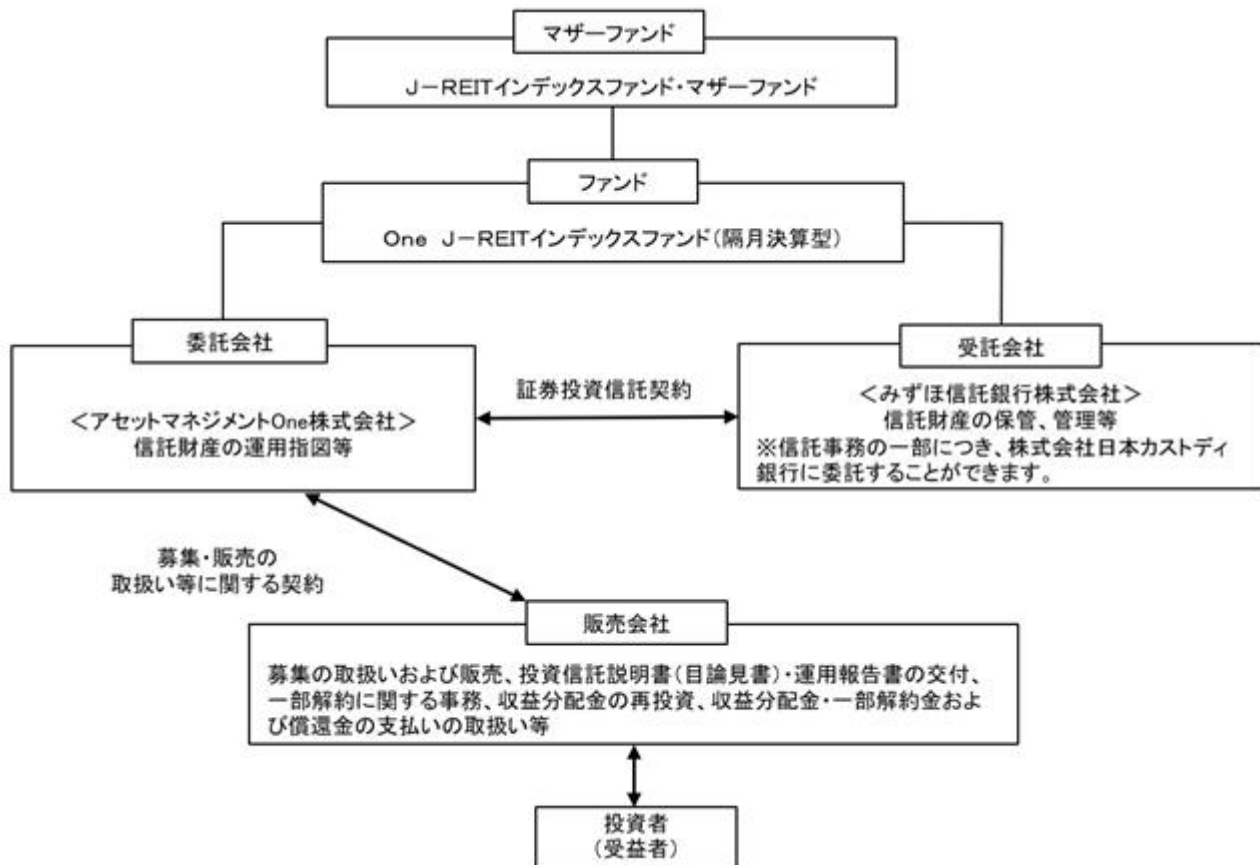 マザーファンド
J-REITインデックスファンド・マザーファンド
ファンド
One J-REITインデックスファンド(隔月決算型)
委託会社
<アセットマネジメントOne株式会社>
信託財産の運用指図等
証券投資信託契約
受託会社
<みずほ信託銀行株式会社>
信託財産の保管、管理等
※信託事務の一部につき、株式会社日本カストディ
銀行に委託することができます。
募集・販売の
取扱い等に関する契約
販売会社
募集の取扱いおよび販売、投資信託説明書(目論見書)・運用報告書の交付、
一部解約に関する事務、収益分配金の再投資、収益分配金・一部解約金およ
び償還金の支払いの取扱い等
投資者
(受益者)